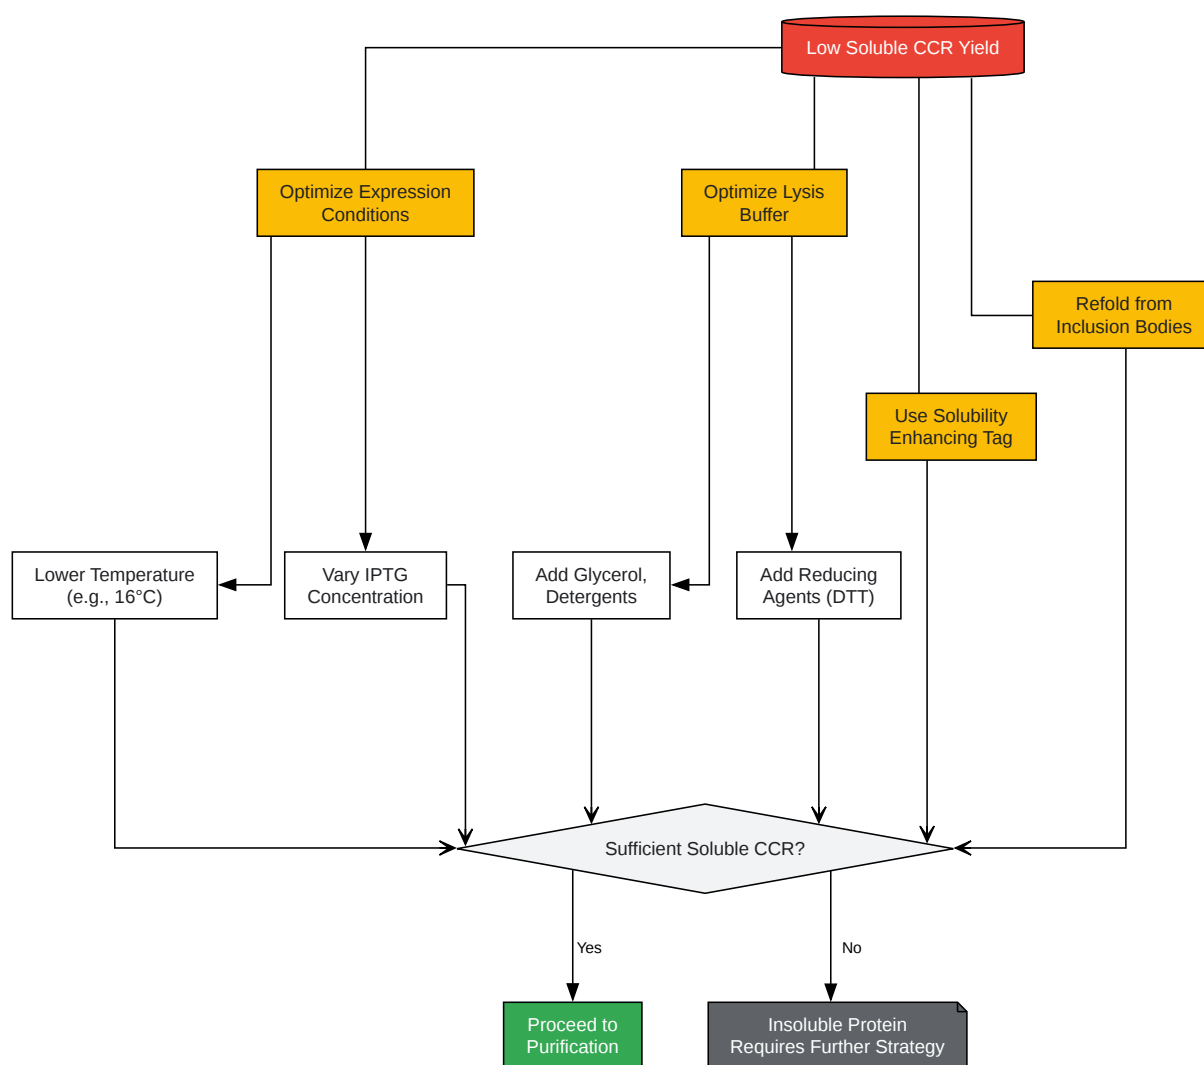 Low Soluble CCR Yield
Optimize Expression
Conditions
Optimize Lysis
Buffer
Refold from
Inclusion Bodies
Use Solubility
Enhancing Tag
Lower Temperature
(e.g., 16°C)
Vary IPTG
Concentration
Add Glycerol,
Detergents
Add Reducing
Agents (DTT)
Sufficient Soluble CCR?
Yes
No
Proceed to
Purification
Insoluble Protein
Requires Further Strategy